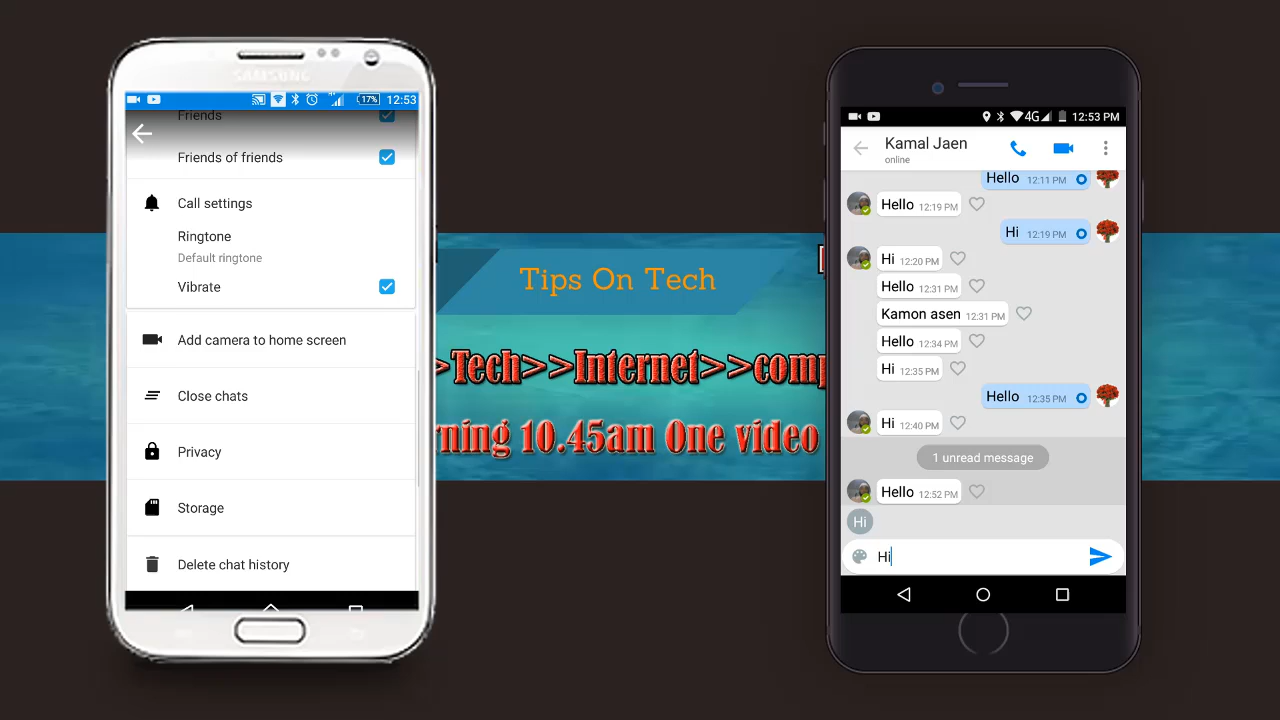 SAMSUNG
17% 12:53
Friends
Friends of friends
Call settings
Ringtone
Default ringtone
Vibrate
Add camera to home screen
Close chats
Privacy
Storage
Delete chat history
Tips On Tech
>Tech>>Internet>>comp
rning 10.45am One video
4G 12:53 PM
Kamal Jaen
online
Hello 12:11 PM
Hello 12:19 PM
Hi 12:19 PM
Hi 12:20 PM
Hello 12:31 PM
Kamon asen 12:31 PM
Hello 12:34 PM
Hi 12:35 PM
Hello 12:35 PM
Hi 12:40 PM
1 unread message
Hello 12:52 PM
Hi
Hi